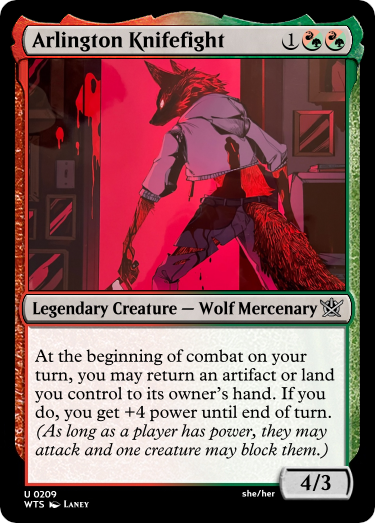 Arlington Knifefight 1
Legendary Creature — Wolf Mercenary
At the beginning of combat on your
turn, you may return an artifact or land
you control to its owner's hand. If you
do, you get +4 power until end of turn.
(As long as a player has power, they may
attack and one creature may block them.)
4/3
U 0209 she/her
WTS LANEY